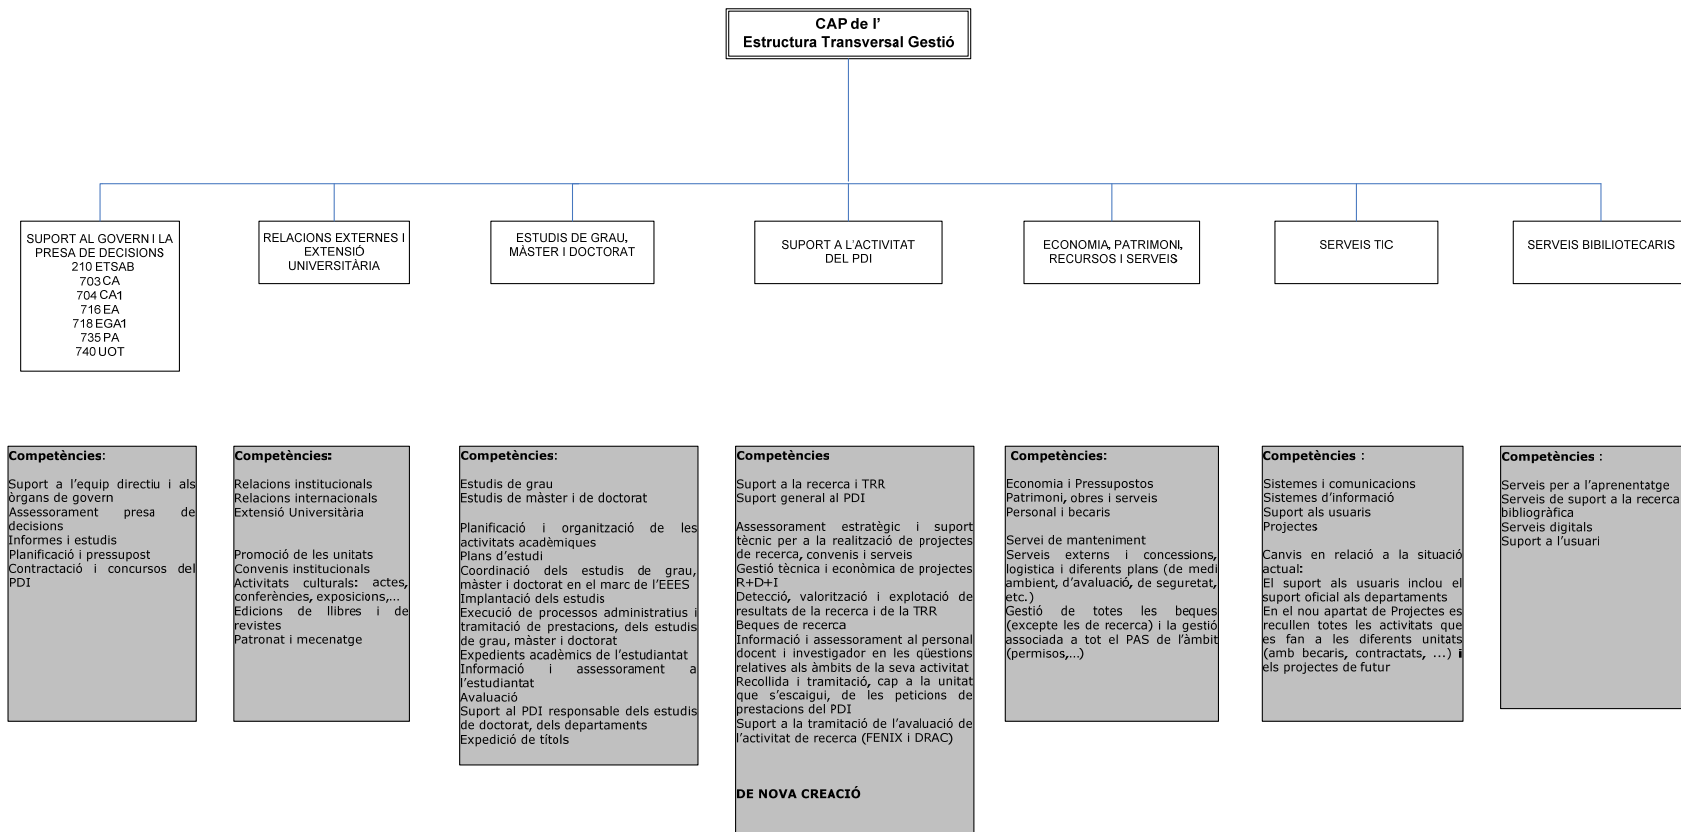 CAP de l'
Estructura Transversal Gestió
SUPORT AL GOVERN I LA
PRESA DE DECISIONS
210 ETSAB
703 CA
704 CA1
716 EA
718 EGA1
735 PA
740 UOT
RELACIONS EXTERNES I
EXTENSIÓ
UNIVERSITÀRIA
ESTUDIS DE GRAU,
MÀSTER I DOCTORAT
SUPORT A L'ACTIVITAT
DEL PDI
ECONOMIA, PATRIMONI,
RECURSOS I SERVEIS
SERVEIS TIC
SERVEIS BIBILIOTECARIS
Competències:
Suport a l'equip directiu i als
òrgans de govern
Assessorament presa de
decisions
Informes i estudis
Planificació i pressupost
Contractació i concursos del
PDI
Competències:
Relacions institucionals
Relacions internacionals
Extensió Universitària
Promoció de les unitats
Convenis institucionals
Activitats culturals: actes,
conferències, exposicions,...
Edicions de llibres i de
revistes
Patronat i mecenatge
Competències:
Estudis de grau
Estudis de màster i de doctorat
Planificació i organització de les
activitats acadèmiques
Plans d'estudi
Coordinació dels estudis de grau,
màster i doctorat en el marc de l'EEES
Implantació dels estudis
Execució de processos administratius i
tramitació de prestacions, dels estudis
de grau, màster i doctorat
Expedients acadèmics de l'estudiantat
Informació i assessorament a
l'estudiantat
Avaluació
Suport al PDI responsable dels estudis
de doctorat, dels departaments
Expedició de títols
Competències
Suport a la recerca i TRR
Suport general al PDI
Assessorament estratègic i suport
tècnic per a la realització de projectes
de recerca, convenis i serveis
Gestió tècnica i econòmica de projectes
R+D+I
Detecció, valorització i explotació de
resultats de la recerca i de la TRR
Beques de recerca
Informació i assessorament al personal
docent i investigador en les qüestions
relatives als àmbits de la seva activitat
Recollida i tramitació, cap a la unitat
que s'escaigui, de les peticions de
prestacions del PDI
Suport a la tramitació de l'avaluació de
l'activitat de recerca (FENIX i DRAC)
DE NOVA CREACIÓ
Competències:
Economia i Pressupostos
Patrimoni, obres i serveis
Personal i becaris
Servei de manteniment
Serveis externs i concessions,
logistica i diferents plans (de medi
ambient, d'avaluació, de seguretat,
etc.)
Gestió de totes les beques
(excepte les de recerca) i la gestió
associada a tot el PAS de l'àmbit
(permisos,...)
Competències :
Sistemes i comunicacions
Sistemes d'informació
Suport als usuaris
Projectes
Canvis en relació a la situació
actual:
El suport als usuaris inclou el
suport oficial als departaments
En el nou apartat de Projectes es
recullen totes les activitats que
es fan a les diferents unitats
(amb becaris, contractats, ...) i
els projectes de futur
Competències :
Serveis per a l'aprenentatge
Serveis de suport a la recerca
bibliogràfica
Serveis digitals
Suport a l'usuari